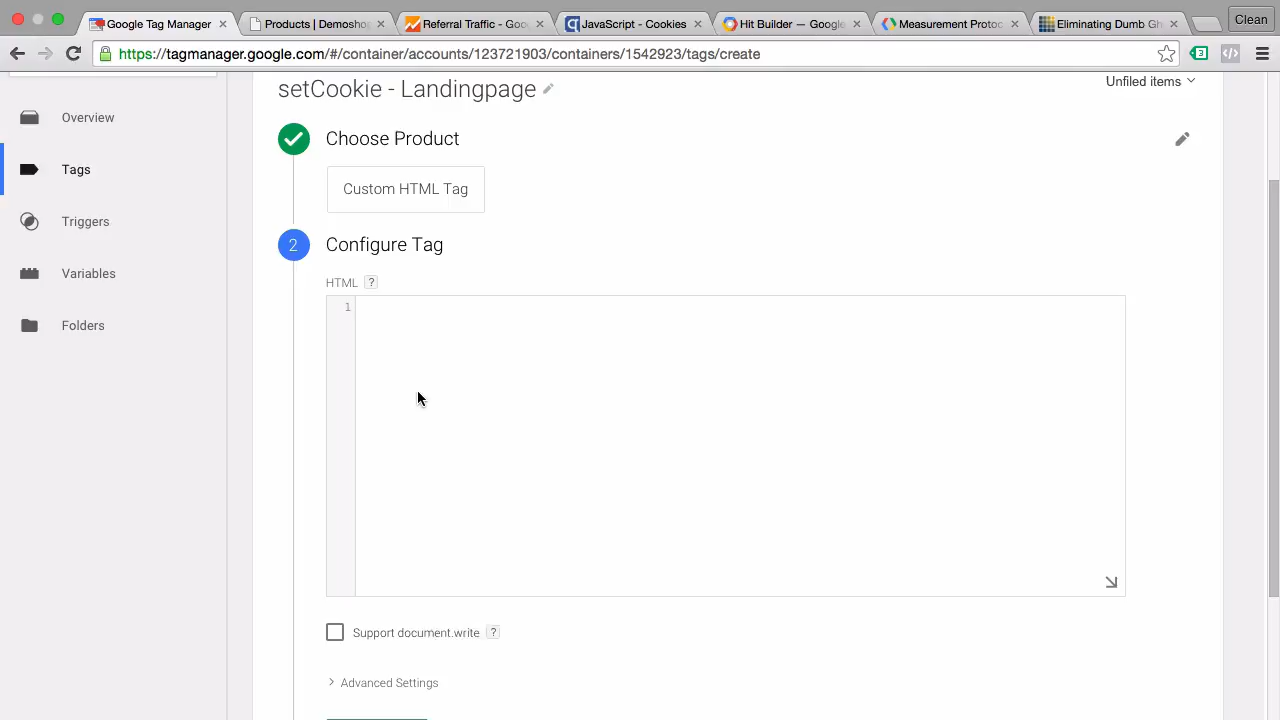 Google Tag Manager
Products | Demosho
Referral Traffic - Goo
JavaScript - Cookies
Hit Builder — Google
Measurement Protoc
Eliminating Dumb Gh
Clean
https://tagmanager.google.com/#/container/accounts/123721903/containers/1542923/tags/create
setCookie - Landingpage
Unfiled items
Overview
Choose Product
Tags
Custom HTML Tag
Triggers
2 Configure Tag
Variables
HTML ?
1
Folders
Support document.write ?
Advanced Settings